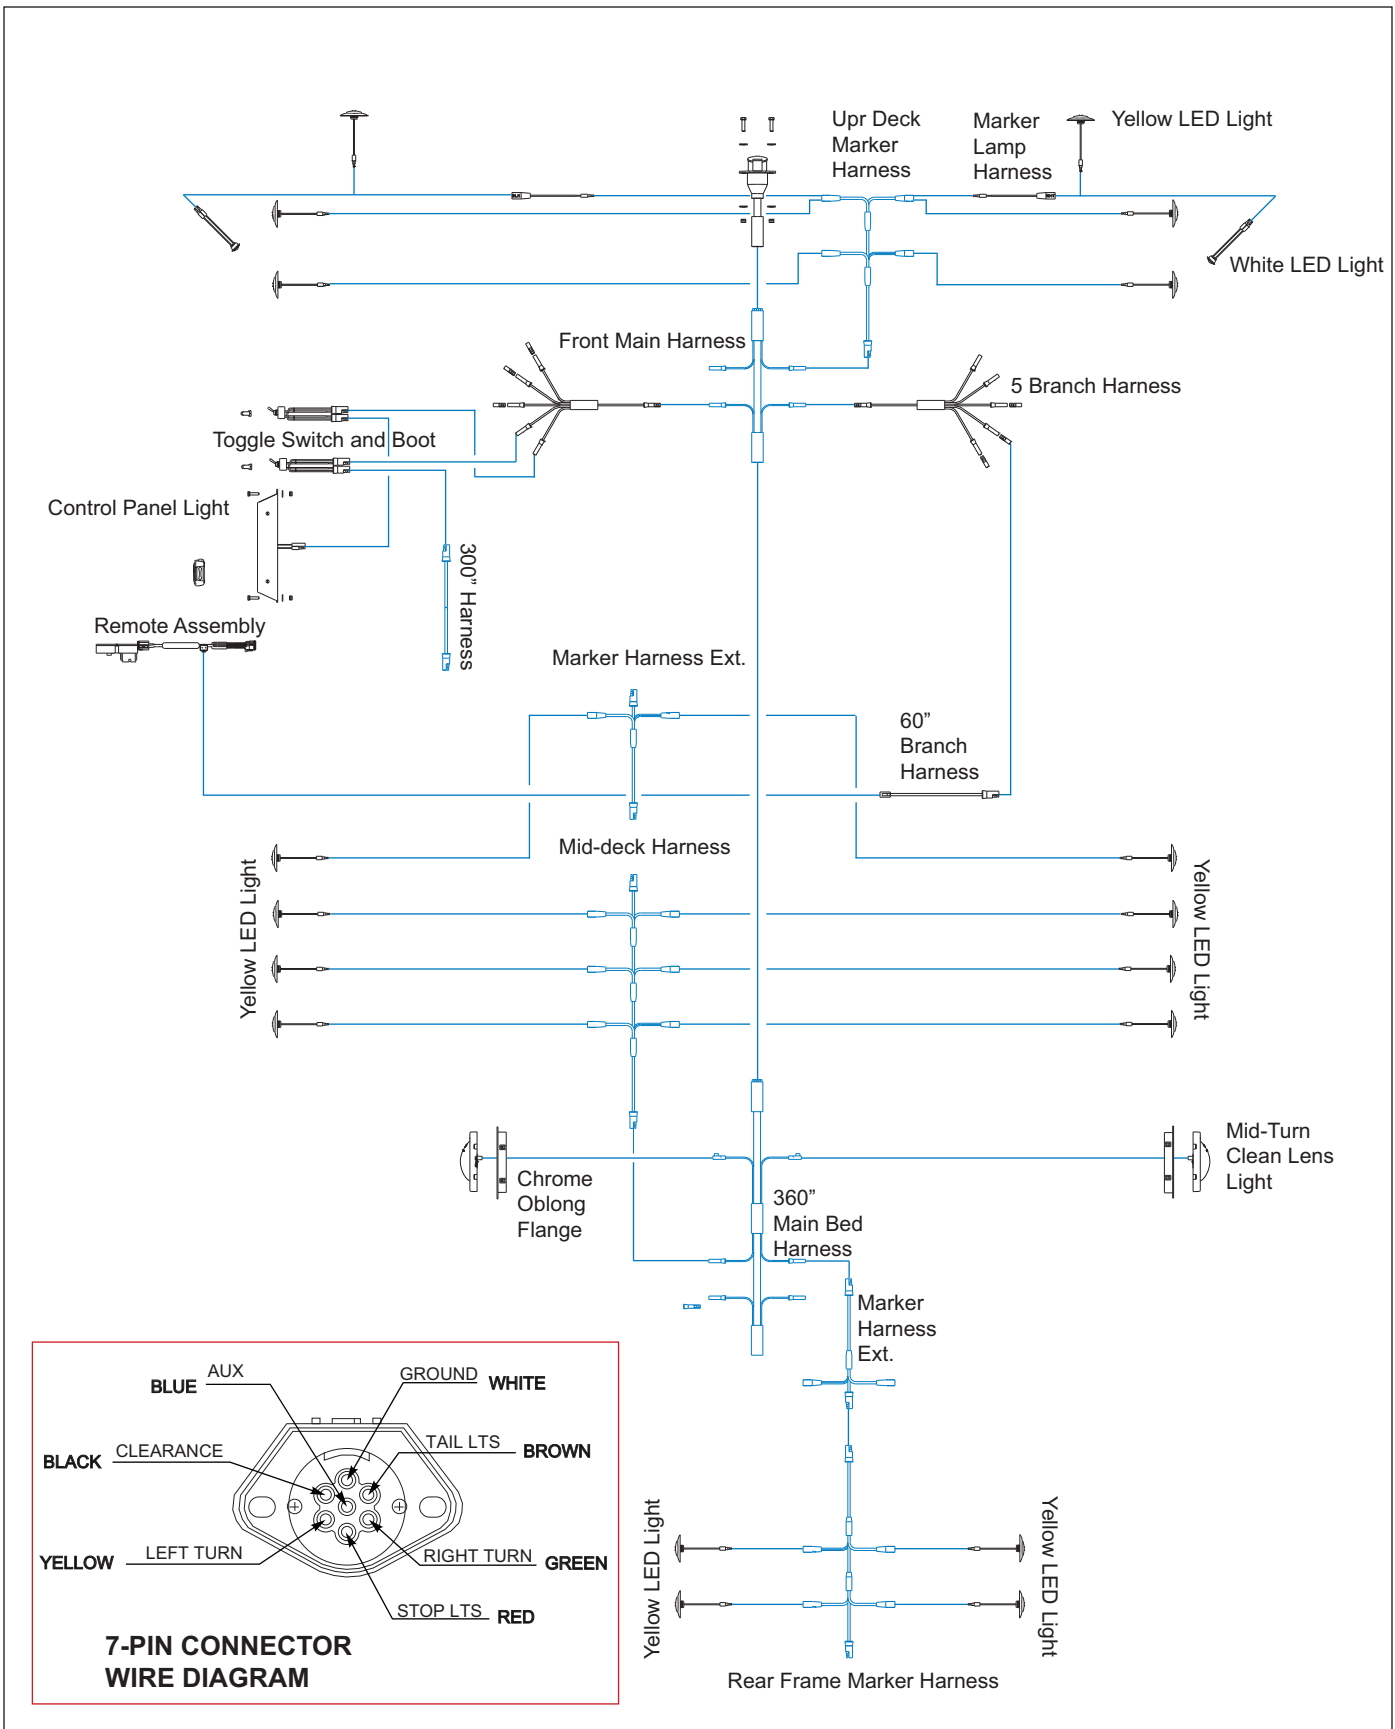 Upr Deck
Marker
Harness
Marker
Lamp
Harness
Yellow LED Light
White LED Light
Front Main Harness
5 Branch Harness
Toggle Switch and Boot
Control Panel Light
300” Harness
Remote Assembly
Marker Harness Ext.
60”
Branch
Harness
Mid-deck Harness
Yellow LED Light
Yellow LED Light
Chrome
Oblong
Flange
Mid-Turn
Clean Lens
Light
360”
Main Bed
Harness
Marker
Harness
Ext.
Yellow LED Light
Yellow LED Light
Rear Frame Marker Harness
AUX
BLUE
GROUND WHITE
BLACK CLEARANCE
TAIL LTS BROWN
YELLOW LEFT TURN
RIGHT TURN GREEN
STOP LTS RED
7-PIN CONNECTOR
WIRE DIAGRAM